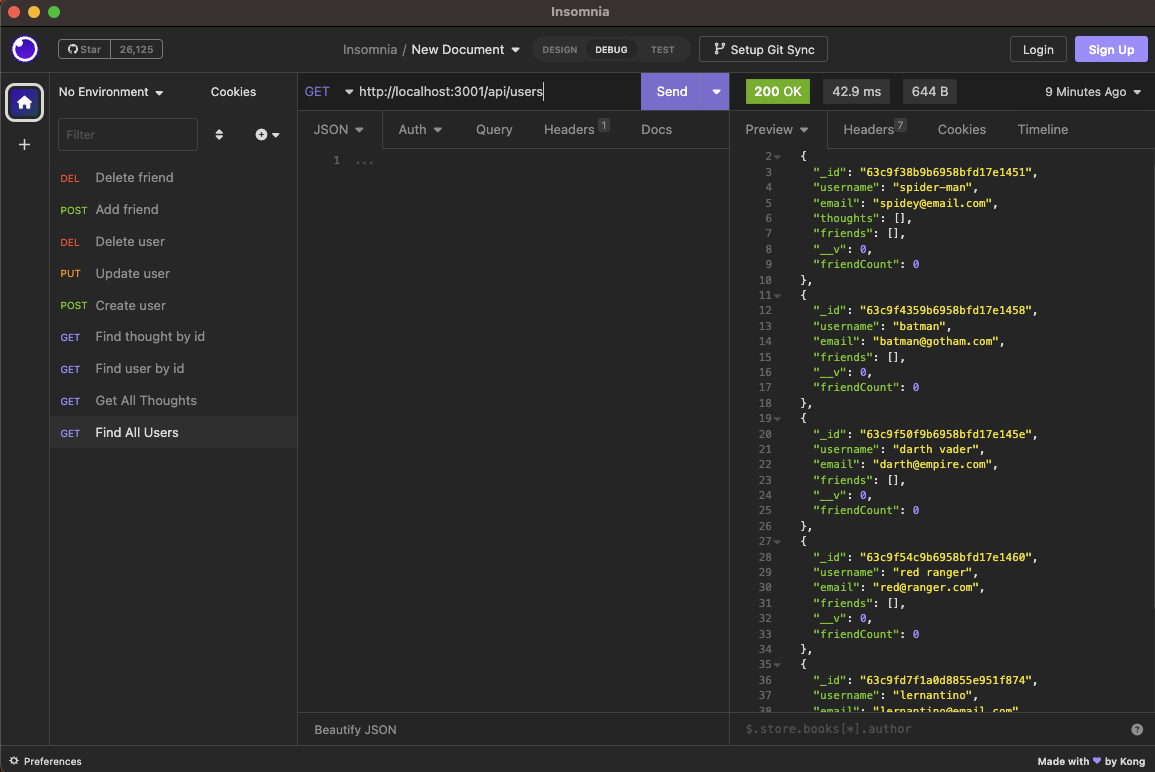 Insomnia
Star 26,125
Insomnia / New Document
DESIGN DEBUG TEST
Setup Git Sync
Login
Sign Up
No Environment
Cookies
Filter
DEL Delete friend
POST Add friend
DEL Delete user
PUT Update user
POST Create user
GET Find thought by id
GET Find user by id
GET Get All Thoughts
GET Find All Users
GET http://localhost:3001/api/users
Send
JSON Auth Query Headers 1 Docs
1 ...
Beautify JSON
200 OK 42.9 ms 644 B 9 Minutes Ago
Preview Headers 7 Cookies Timeline
2 {
3 "_id": "63c9f38b9b6958bfd17e1451",
4 "username": "spider-man",
5 "email": "spidey@email.com",
6 "thoughts": [],
7 "friends": [],
8 "__v": 0,
9 "friendCount": 0
10 },
11 {
12 "_id": "63c9f4359b6958bfd17e1458",
13 "username": "batman",
14 "email": "batman@gotham.com",
15 "friends": [],
16 "__v": 0,
17 "friendCount": 0
18 },
19 {
20 "_id": "63c9f50f9b6958bfd17e145e",
21 "username": "darth vader",
22 "email": "darth@empire.com",
23 "friends": [],
24 "__v": 0,
25 "friendCount": 0
26 },
27 {
28 "_id": "63c9f54c9b6958bfd17e1460",
29 "username": "red ranger",
30 "email": "red@ranger.com",
31 "friends": [],
32 "__v": 0,
33 "friendCount": 0
34 },
35 {
36 "_id": "63c9fd7f1a0d8855e951f874",
37 "username": "lernantino",
38 "email": "lernantino@email.com"
$.store.books[*].author
Preferences
Made with ♥ by Kong